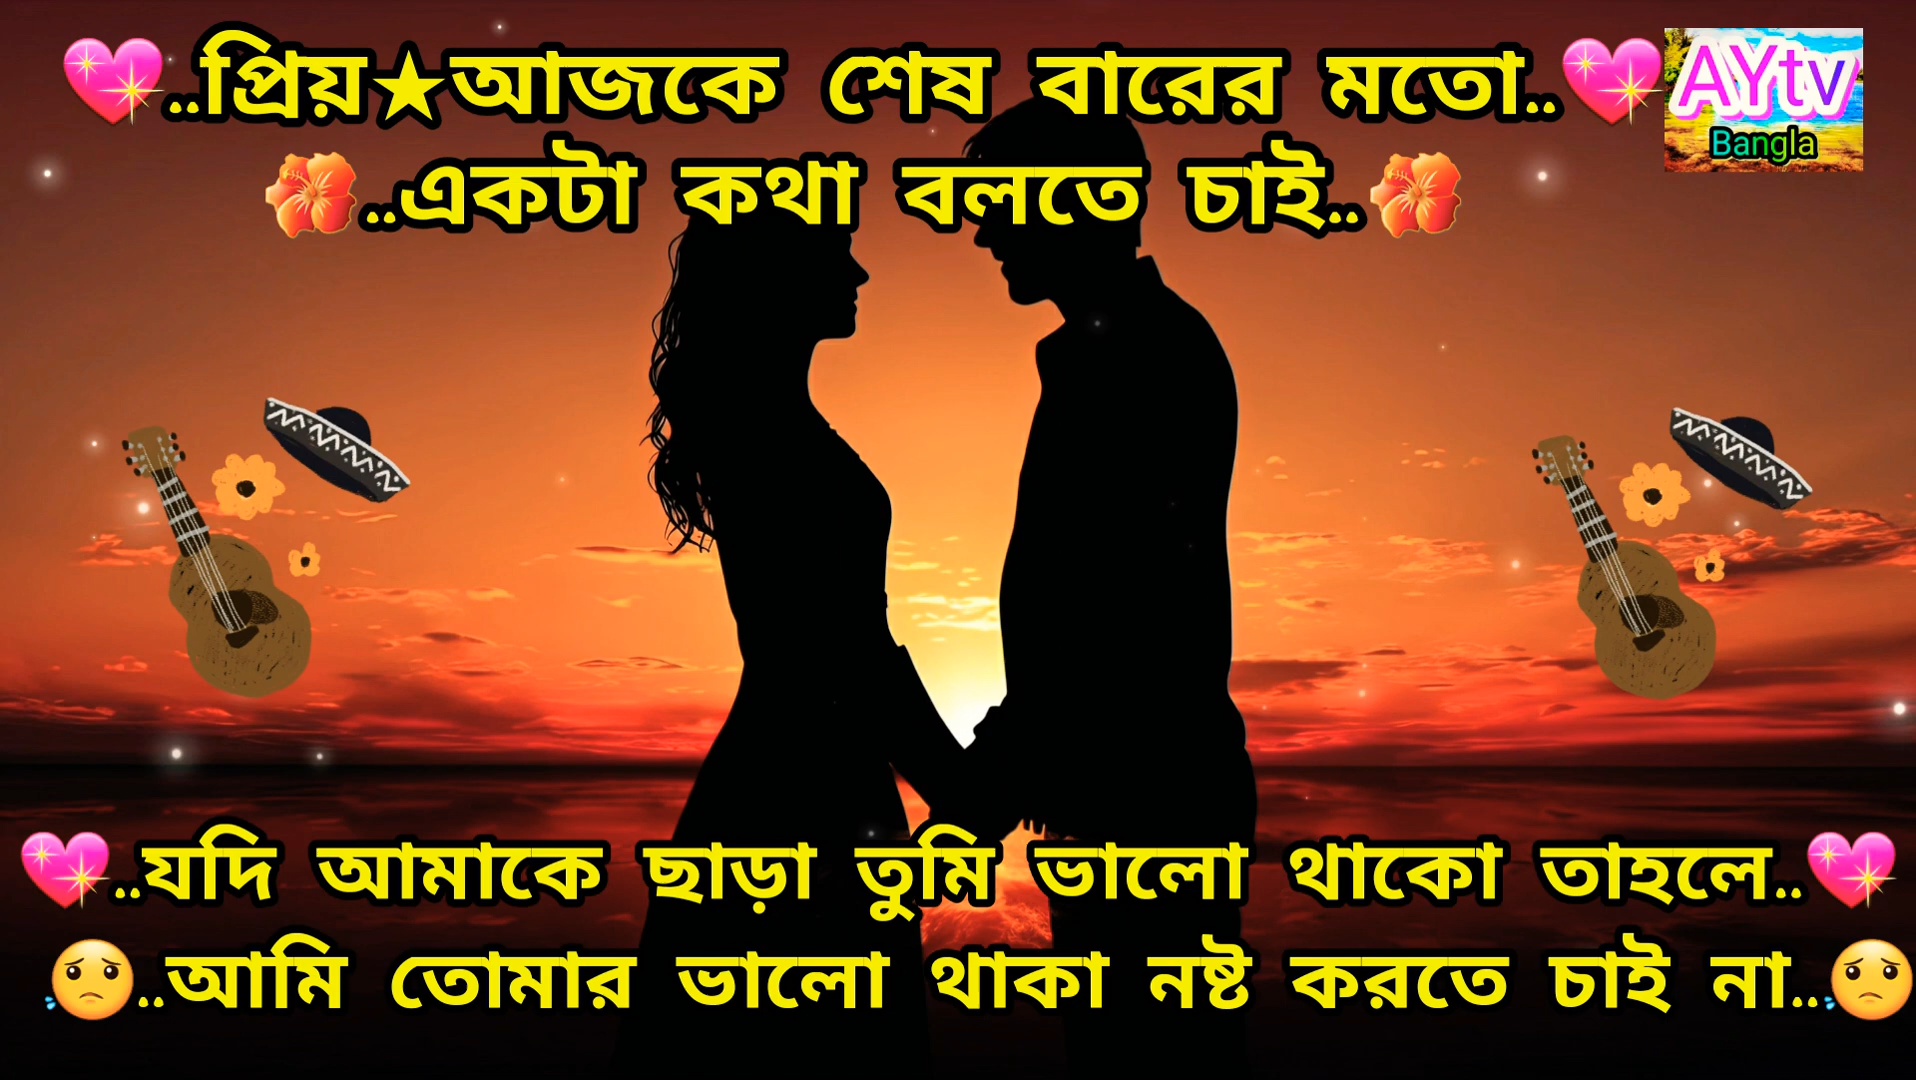 💖..প্রিয়★আজকে শেষ বারের মতো..💖
AYtv
Bangla
🌺..একটা কথা বলতে চাই..🌺
💖..যদি আমাকে ছাড়া তুমি ভালো থাকো তাহলে..💖
😟..আমি তোমার ভালো থাকা নষ্ট করতে চাই না..😟